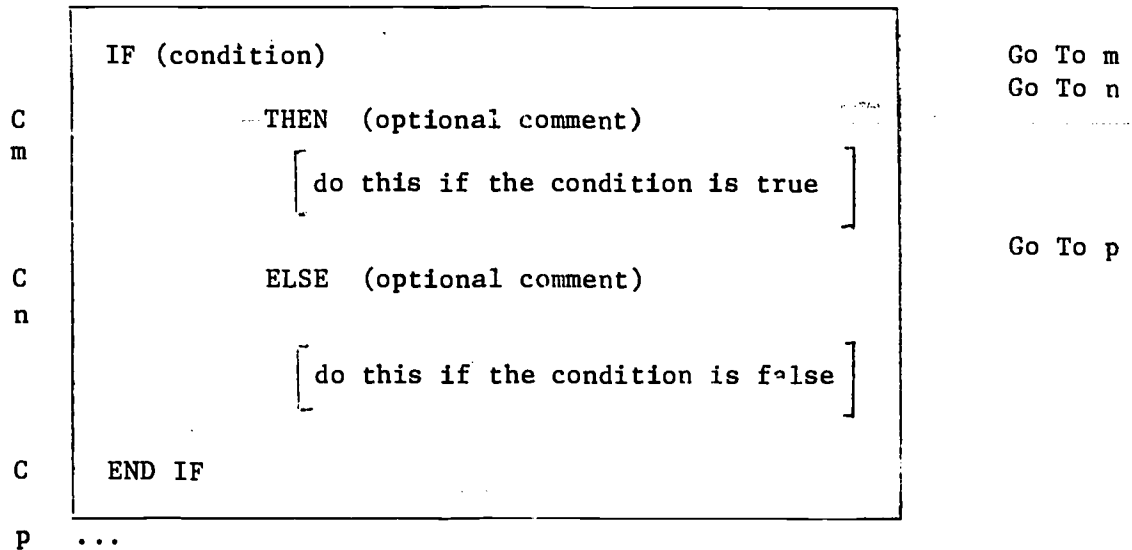 IF (condition) Go To m
Go To n
C THEN (optional comment)
m
do this if the condition is true
Go To p
C ELSE (optional comment)
n
do this if the condition is false
C END IF
p ...